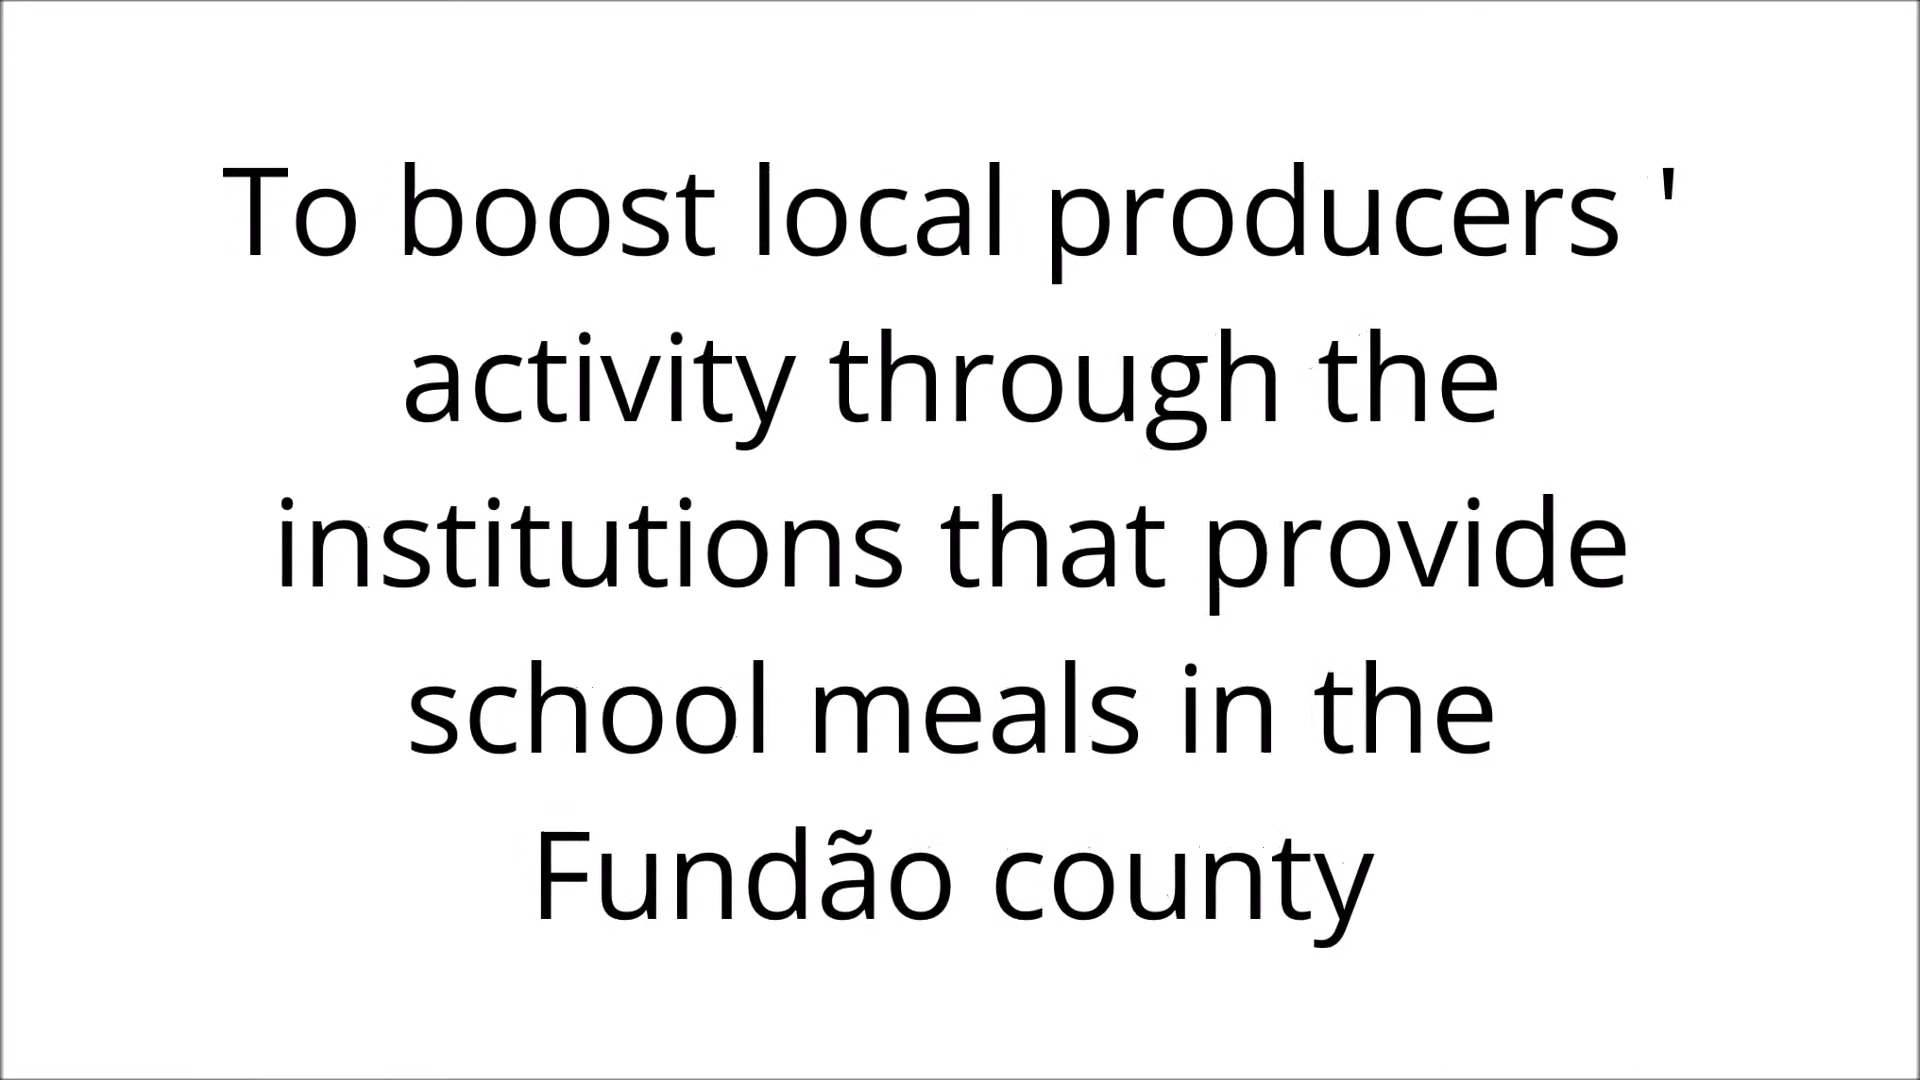 To boost local producers '
activity through the
institutions that provide
school meals in the
Fundão county